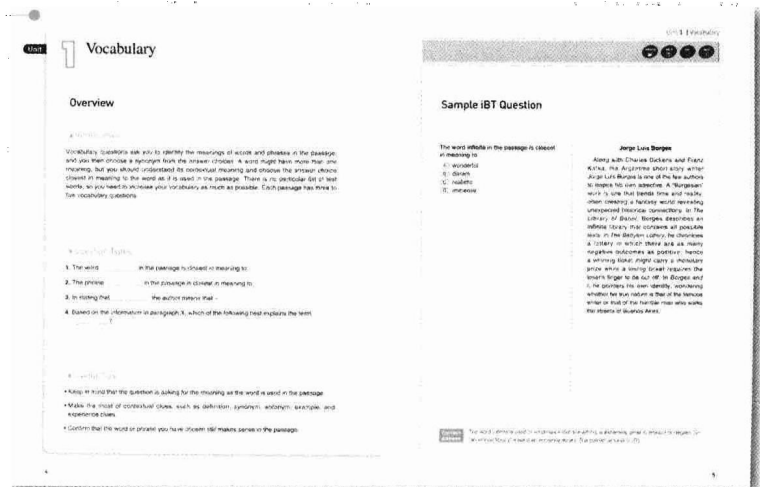 Unit 1 Vocabulary
Overview
Vocabulary questions ask you to identify the meanings of words and phrases in the passage,
and you then choose a synonym from the answer choices. A word might have more than one
meaning, but you should understand its contextual meaning and choose the answer choice
closest in meaning to the word as it is used in the passage. There is no particular list of test
words, so you need to increase your vocabulary as much as possible. Each passage has three to
five vocabulary questions.
Question Types
1. The word in the passage is closest in meaning to
2. The phrase in the passage is closest in meaning to
3. In stating that the author means that
4. Based on the information in paragraph X, which of the following best explains the term
?
• Keep in mind that the question is asking for the meaning as the word is used in the passage.
• Make the most of contextual clues, such as definition, synonym, antonym, example, and
experience clues.
• Confirm that the word or phrase you have chosen still makes sense in the passage.
Unit 1 Vocabulary
Sample iBT Question
The word infinite in the passage is closest
in meaning to
wonderful
distant
realistic
immense
Jorge Luis Borges
Along with Charles Dickens and Franz
Kafka, the Argentine short story writer
Jorge Luis Borges is one of the few authors
to inspire his own adjective. A "Borgesian"
work is one that bends time and reality,
often creating a fantasy world revealing
unexpected historical connections. In The
Library of Babel, Borges describes an
infinite library that contains all possible
texts. In The Babylon Lottery, he chronicles
a lottery in which there are as many
negative outcomes as positive; hence
a winning ticket might carry a monetary
prize while a losing ticket requires the
loser's finger to be cut off. In Borges and
I, he ponders his own identity, wondering
whether his true nature is that of the famous
writer or that of the humble man who walks
the streets of Buenos Aires.
Correct
Answer